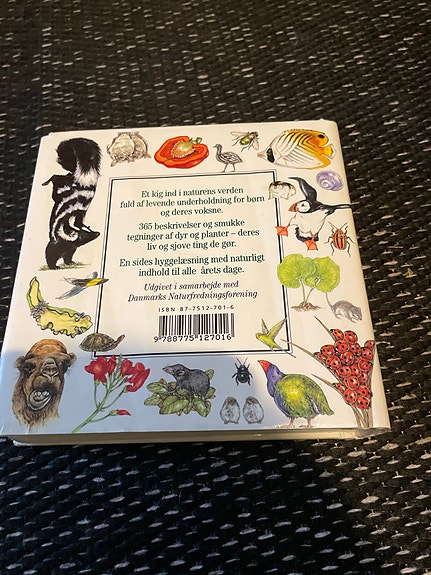 Et kig ind i naturens verden
fuld af levende underholdning for børn
og deres voksne.
365 beskrivelser og smukke
tegninger af dyr og planter – deres
liv og sjove ting de gør.
En sides hyggelæsning med naturligt
indhold til alle årets dage.
Udgivet i samarbejde med
Danmarks Naturfredningsforening
ISBN 87-7512-701-6
9 788775 127016